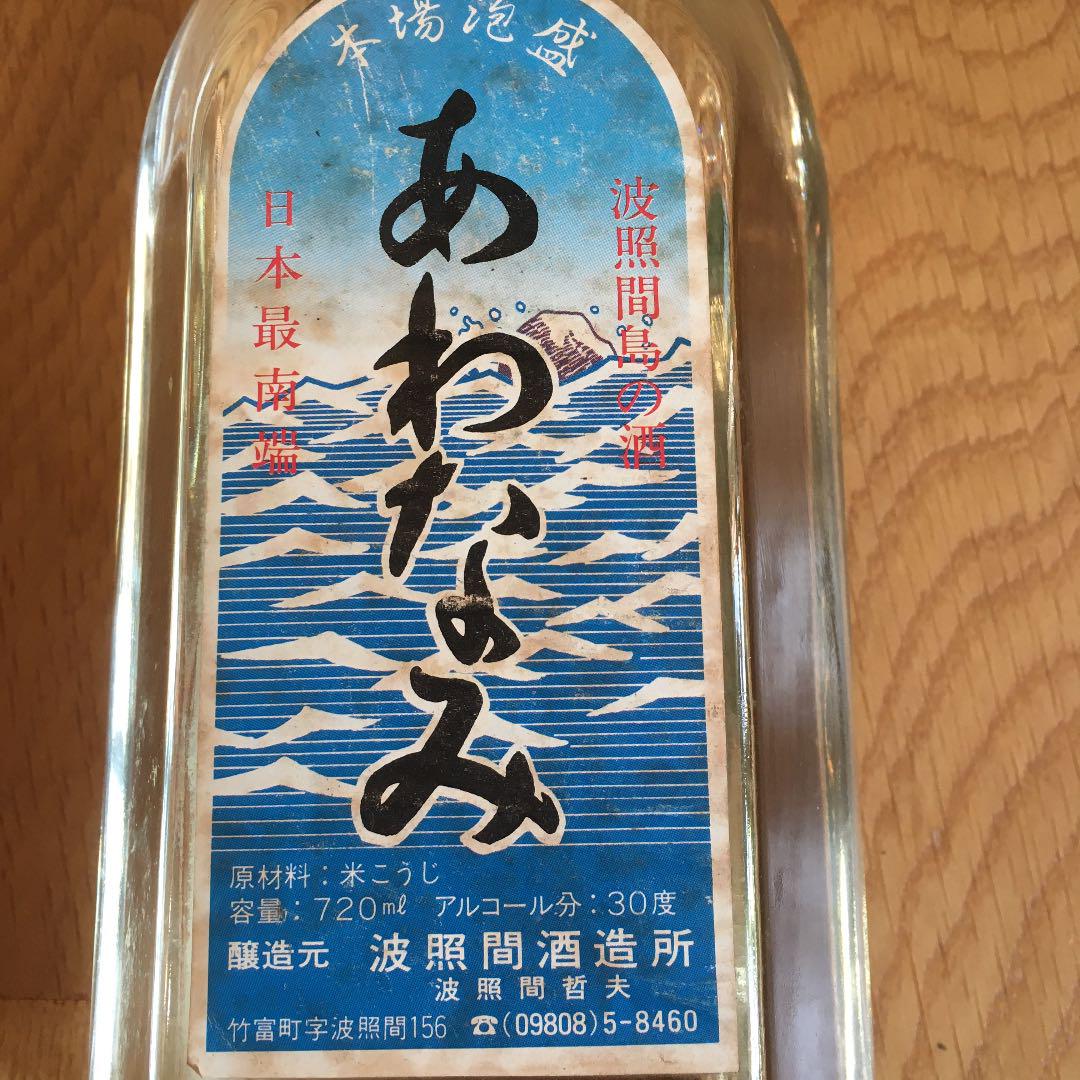 本場泡盛
波照間島の酒
あわなみ
日本最南端
原材料：米こうじ
容量：720ml アルコール分：30度
醸造元 波照間酒造所
波照間哲夫
竹富町字波照間156 ☎(09808)5-8460